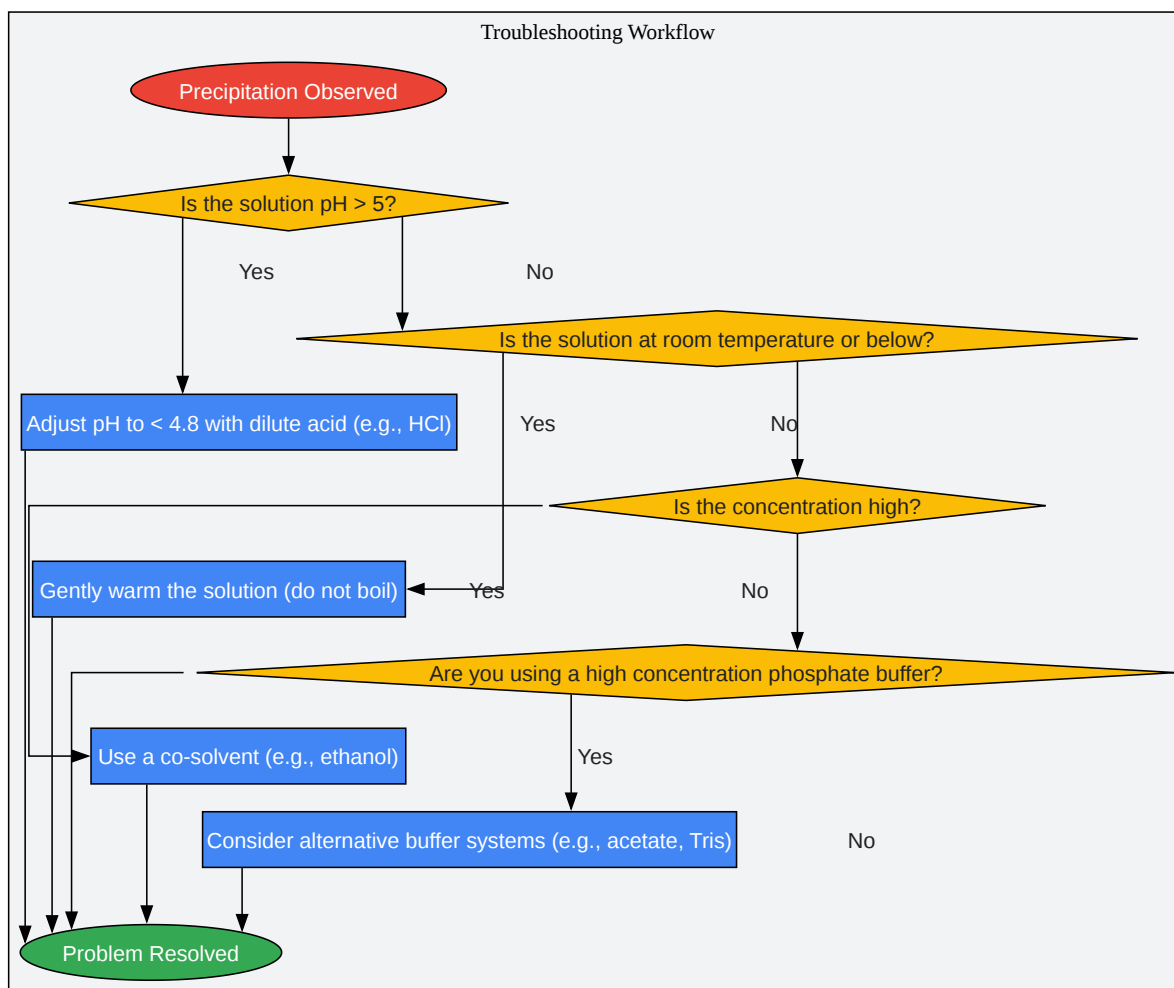 Troubleshooting Workflow
Precipitation Observed
Is the solution pH > 5?
Yes
No
Is the solution at room temperature or below?
Adjust pH to < 4.8 with dilute acid (e.g., HCl)
Yes
No
Is the concentration high?
Gently warm the solution (do not boil)
Yes
No
Are you using a high concentration phosphate buffer?
Use a co-solvent (e.g., ethanol)
Yes
Consider alternative buffer systems (e.g., acetate, Tris)
No
Problem Resolved